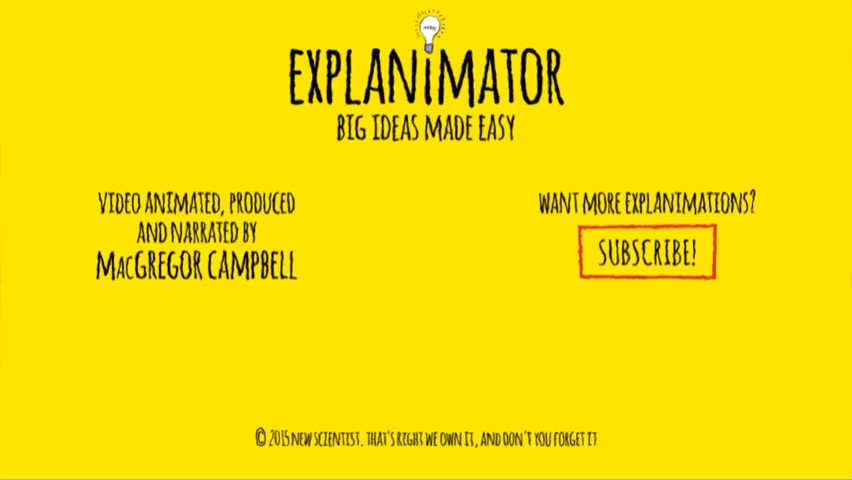 EXPLANiMATOR
BIG IDEAS MADE EASY
VIDEO ANIMATED, PRODUCED
AND NARRATED BY
MACGREGOR CAMPBELL
WANT MORE EXPLANIMATIONS?
SUBSCRIBE!
© 2015 NEW SCIENTIST. THAT'S RIGHT WE OWN IT, AND DON'T YOU FORGET IT